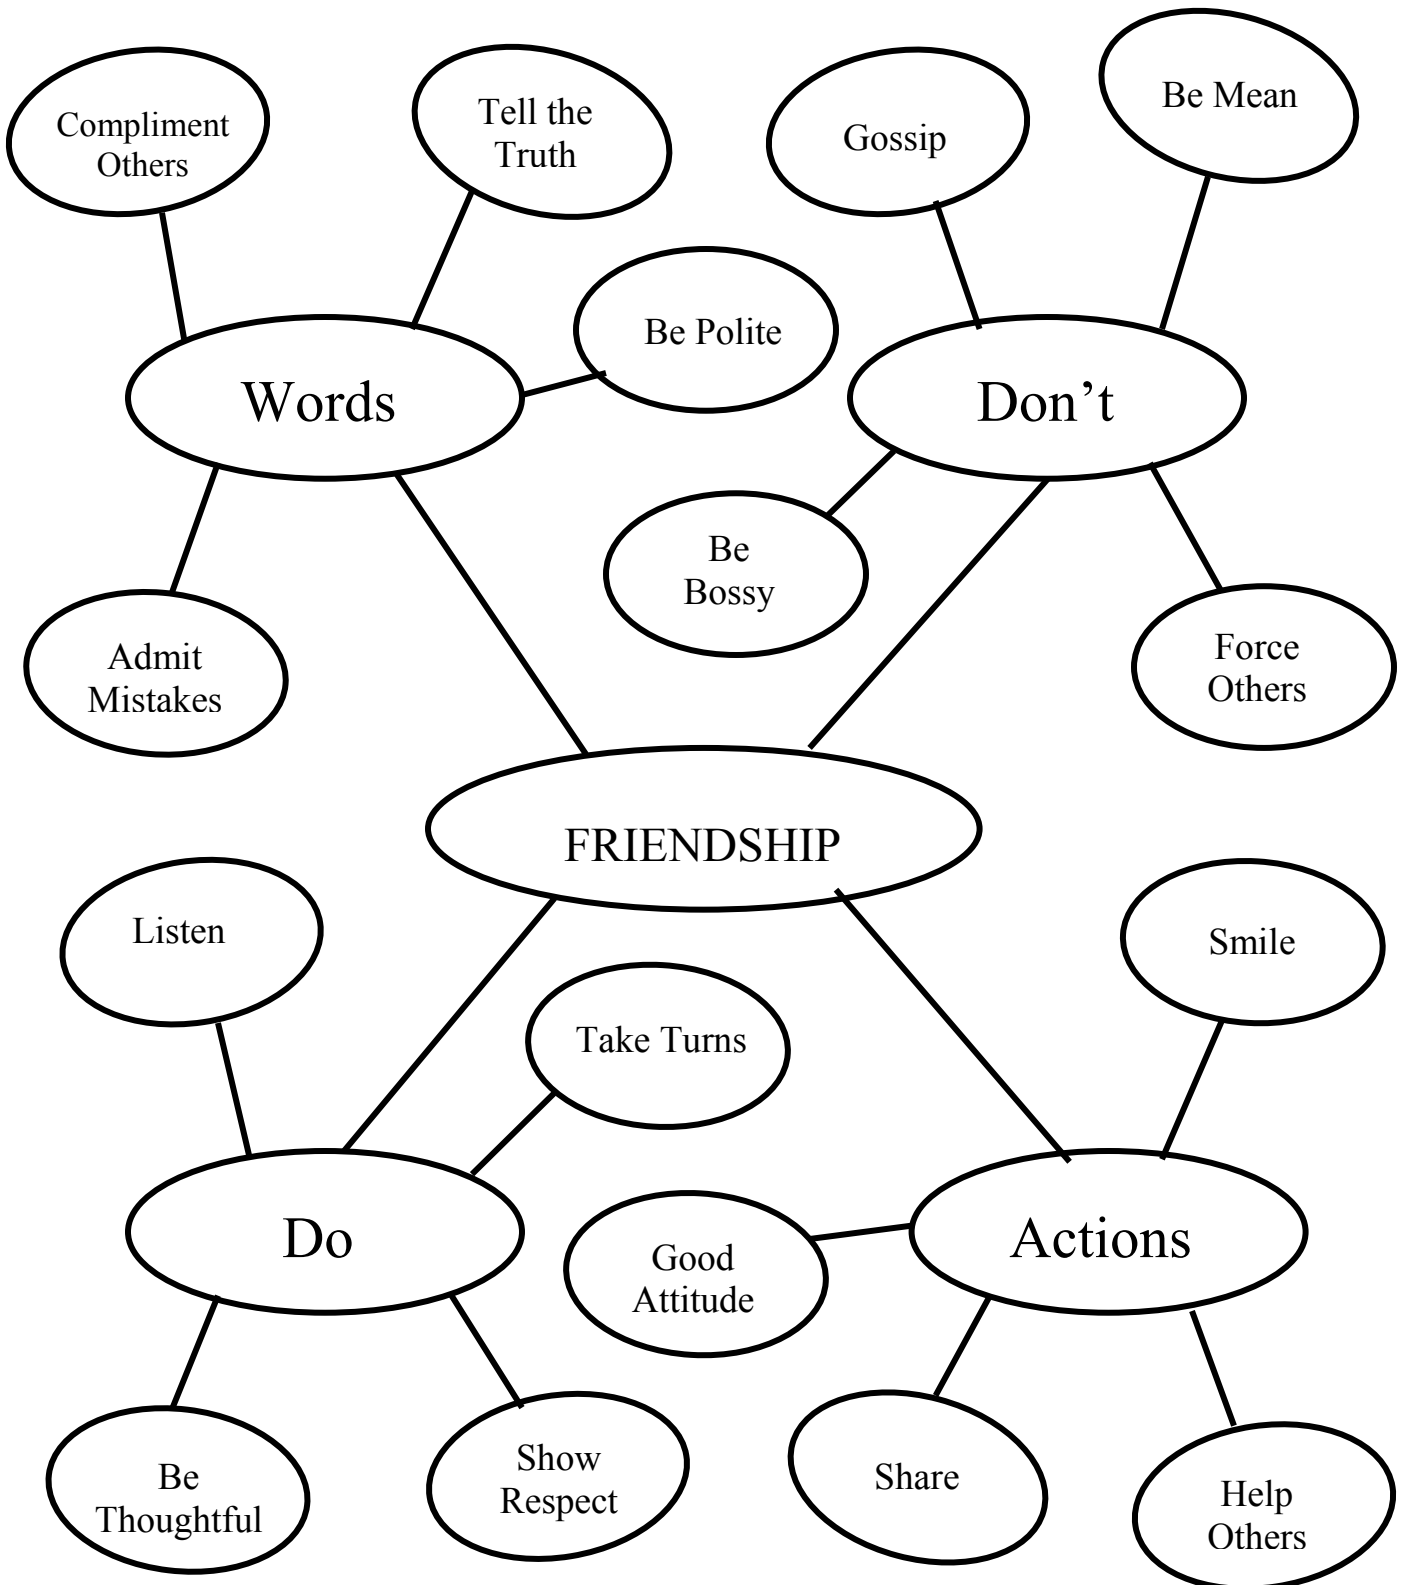 Compliment
Others
Tell the
Truth
Gossip
Be Mean
Be Polite
Words
Don’t
Be
Bossy
Admit
Mistakes
Force
Others
FRIENDSHIP
Listen
Smile
Take Turns
Do
Actions
Good
Attitude
Be
Thoughtful
Show
Respect
Share
Help
Others